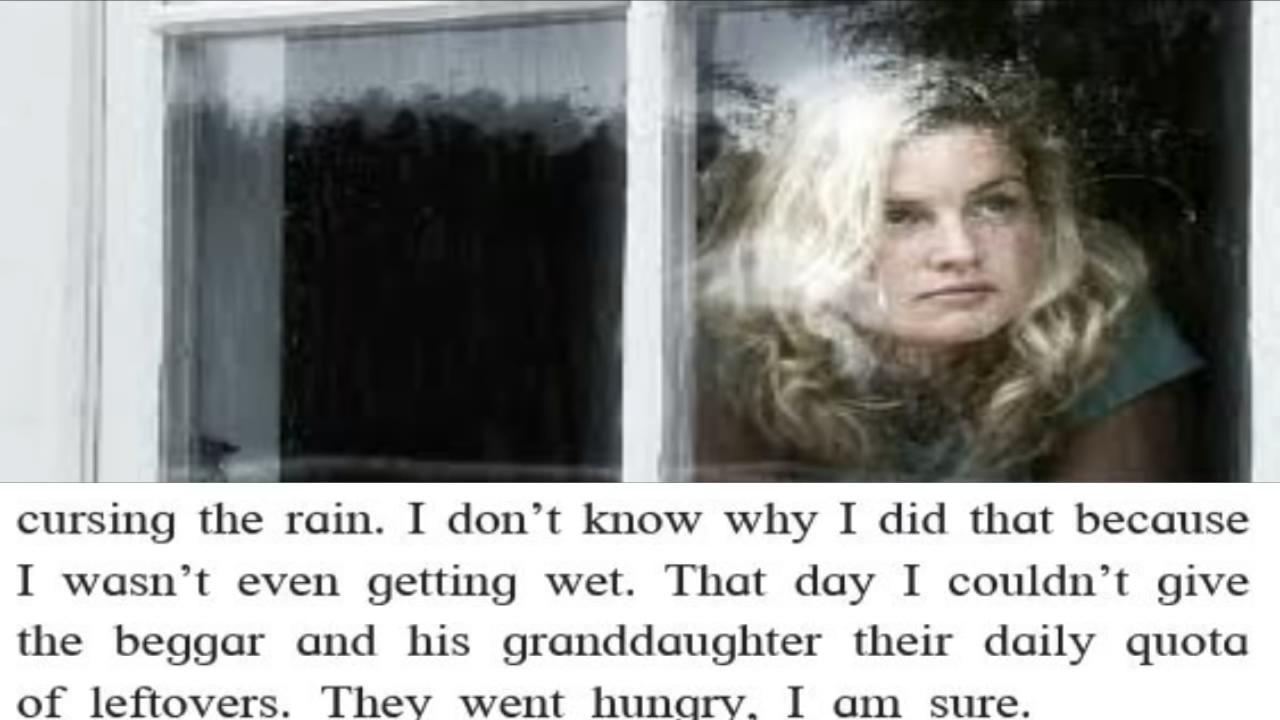 cursing the rain. I don't know why I did that because
I wasn't even getting wet. That day I couldn't give
the beggar and his granddaughter their daily quota
of leftovers. They went hungry, I am sure.